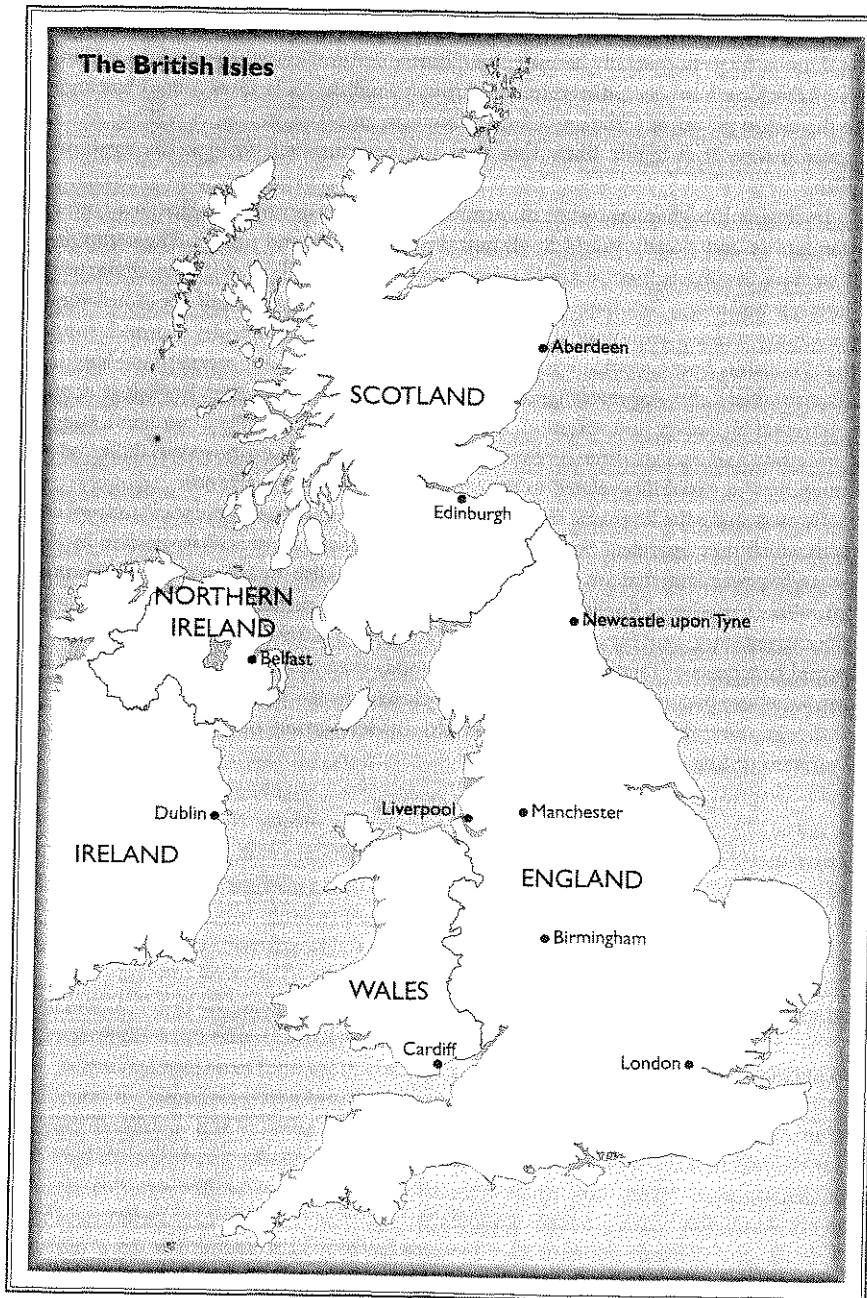 The British Isles
Aberdeen
SCOTLAND
Edinburgh
NORTHERN
IRELAND
Newcastle upon Tyne
Belfast
Dublin
Liverpool
Manchester
IRELAND
ENGLAND
Birmingham
WALES
Cardiff
London